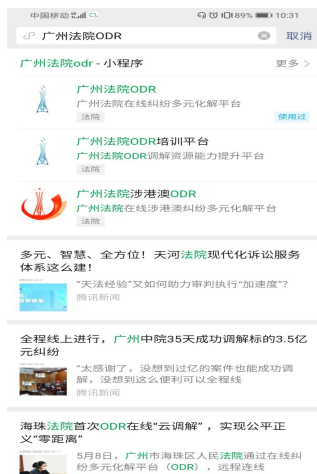 中国移动 89% 10:31
广州法院ODR 取消
广州法院odr - 小程序 更多 >
广州法院ODR
广州法院在线纠纷多元化解平台
法院 使用过
广州法院ODR培训平台
广州法院ODR调解资源能力提升平台
法院
广州法院涉港澳ODR
广州法院在线涉港澳纠纷多元化解平台
法院
多元、智慧、全方位！天河法院现代化诉讼服务
体系这么建！
“天法经验”又如何助力审判执行“加速度”？
腾讯新闻
全程线上进行，广州中院35天成功调解标的3.5亿
元纠纷
“太感谢了，没想到过亿的案件也能成功调
解，没想到这么便利可以全程线
腾讯新闻
海珠法院首次ODR在线“云调解”，实现公平正
义“零距离”
5月8日，广州市海珠区人民法院通过在线纠
纷多元化解平台（ODR），远程连线